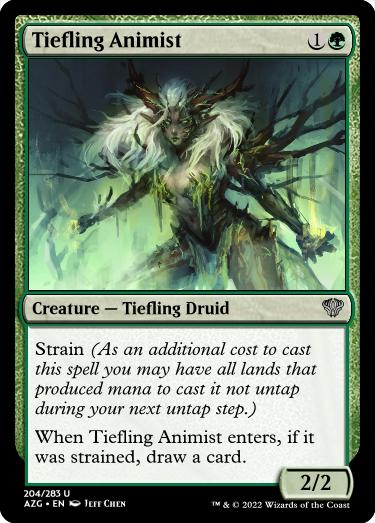 Tiefling Animist 1
Creature — Tiefling Druid
Strain (As an additional cost to cast
this spell you may have all lands that
produced mana to cast it not untap
during your next untap step.)
When Tiefling Animist enters, if it
was strained, draw a card.
2/2
204/283 U
AZG • EN Jeff Chen
™ & © 2022 Wizards of the Coast